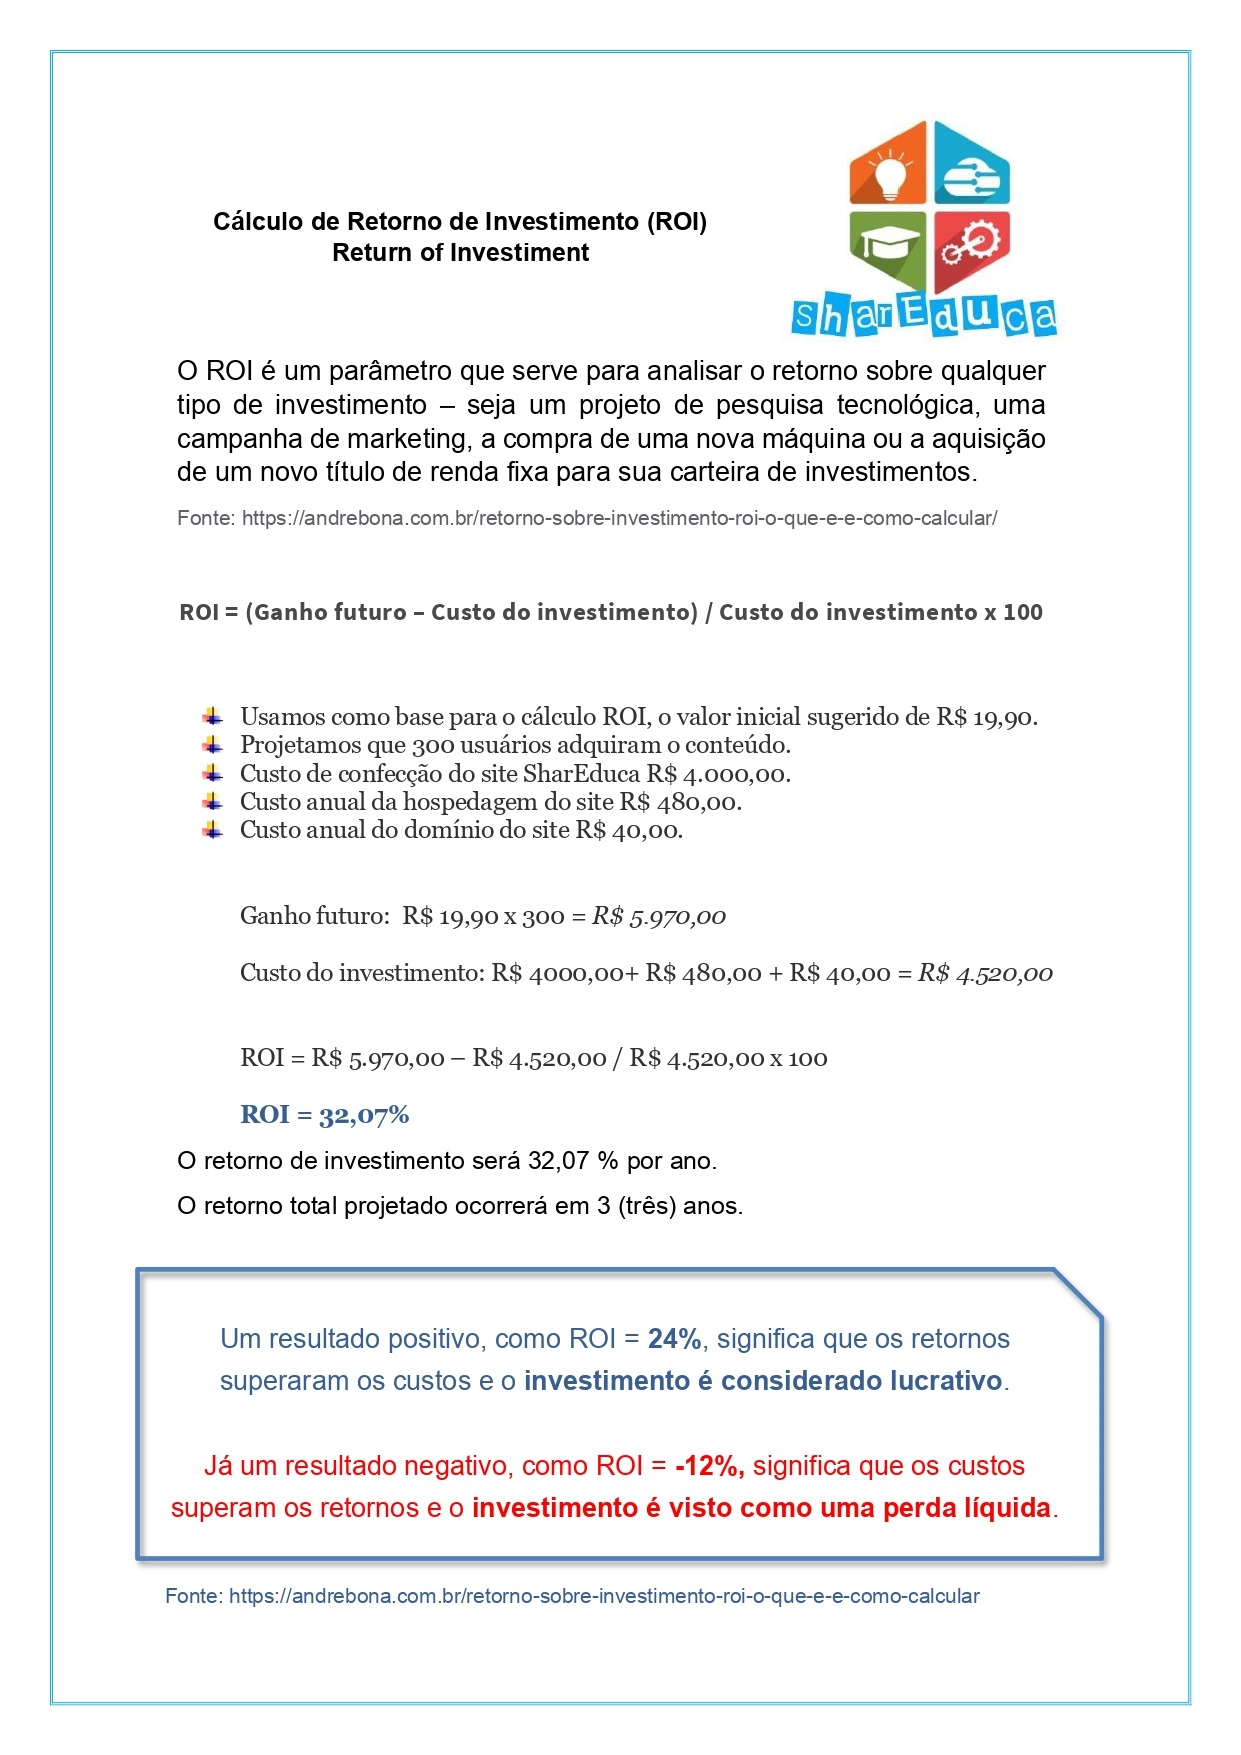 Cálculo de Retorno de Investimento (ROI)
Return of Investiment
SharEduca
O ROI é um parâmetro que serve para analisar o retorno sobre qualquer
tipo de investimento – seja um projeto de pesquisa tecnológica, uma
campanha de marketing, a compra de uma nova máquina ou a aquisição
de um novo título de renda fixa para sua carteira de investimentos.
Fonte: https://andrebona.com.br/retorno-sobre-investimento-roi-o-que-e-e-como-calcular/
ROI = (Ganho futuro – Custo do investimento) / Custo do investimento x 100
Usamos como base para o cálculo ROI, o valor inicial sugerido de R$ 19,90.
Projetamos que 300 usuários adquiram o conteúdo.
Custo de confecção do site SharEduca R$ 4.000,00.
Custo anual da hospedagem do site R$ 480,00.
Custo anual do domínio do site R$ 40,00.
Ganho futuro: R$ 19,90 x 300 = R$ 5.970,00
Custo do investimento: R$ 4000,00+ R$ 480,00 + R$ 40,00 = R$ 4.520,00
ROI = R$ 5.970,00 – R$ 4.520,00 / R$ 4.520,00 x 100
ROI = 32,07%
O retorno de investimento será 32,07 % por ano.
O retorno total projetado ocorrerá em 3 (três) anos.
Um resultado positivo, como ROI = 24%, significa que os retornos
superaram os custos e o investimento é considerado lucrativo.
Já um resultado negativo, como ROI = -12%, significa que os custos
superam os retornos e o investimento é visto como uma perda líquida.
Fonte: https://andrebona.com.br/retorno-sobre-investimento-roi-o-que-e-e-como-calcular